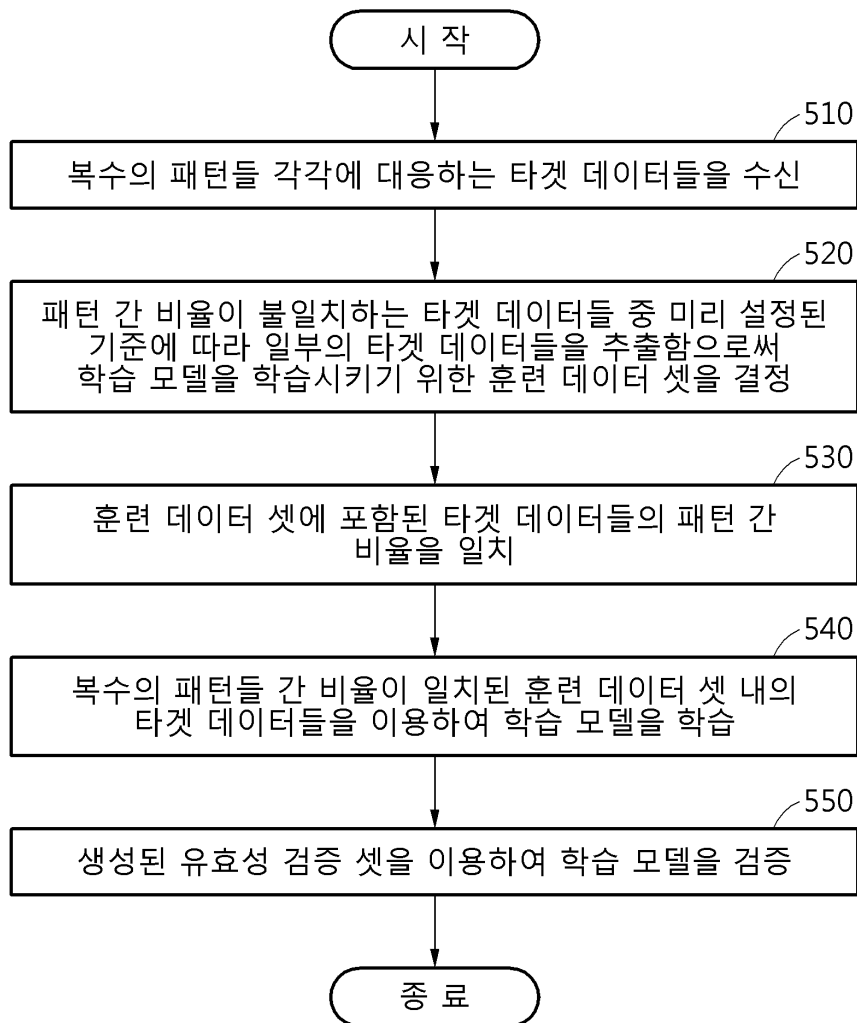 시 작
510
복수의 패턴들 각각에 대응하는 타겟 데이터들을 수신
520
패턴 간 비율이 불일치하는 타겟 데이터들 중 미리 설정된
기준에 따라 일부의 타겟 데이터들을 추출함으로써
학습 모델을 학습시키기 위한 훈련 데이터 셋을 결정
530
훈련 데이터 셋에 포함된 타겟 데이터들의 패턴 간
비율을 일치
540
복수의 패턴들 간 비율이 일치된 훈련 데이터 셋 내의
타겟 데이터들을 이용하여 학습 모델을 학습
550
생성된 유효성 검증 셋을 이용하여 학습 모델을 검증
종 료